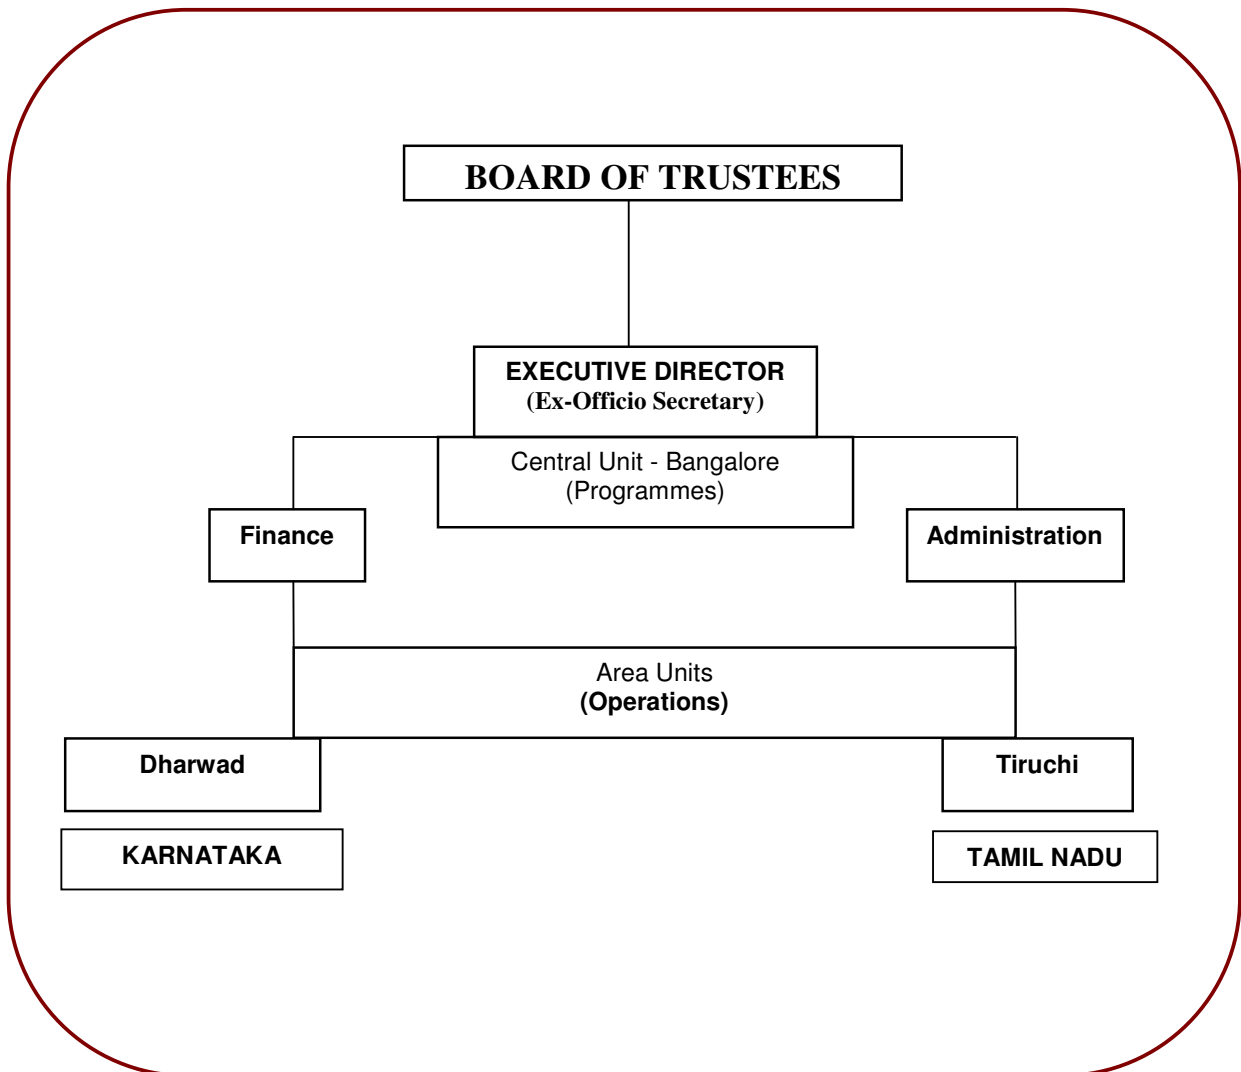 BOARD OF TRUSTEES
EXECUTIVE DIRECTOR
(Ex-Officio Secretary)
Central Unit - Bangalore
(Programmes)
Finance
Administration
Area Units
(Operations)
Dharwad
Tiruchi
KARNATAKA
TAMIL NADU